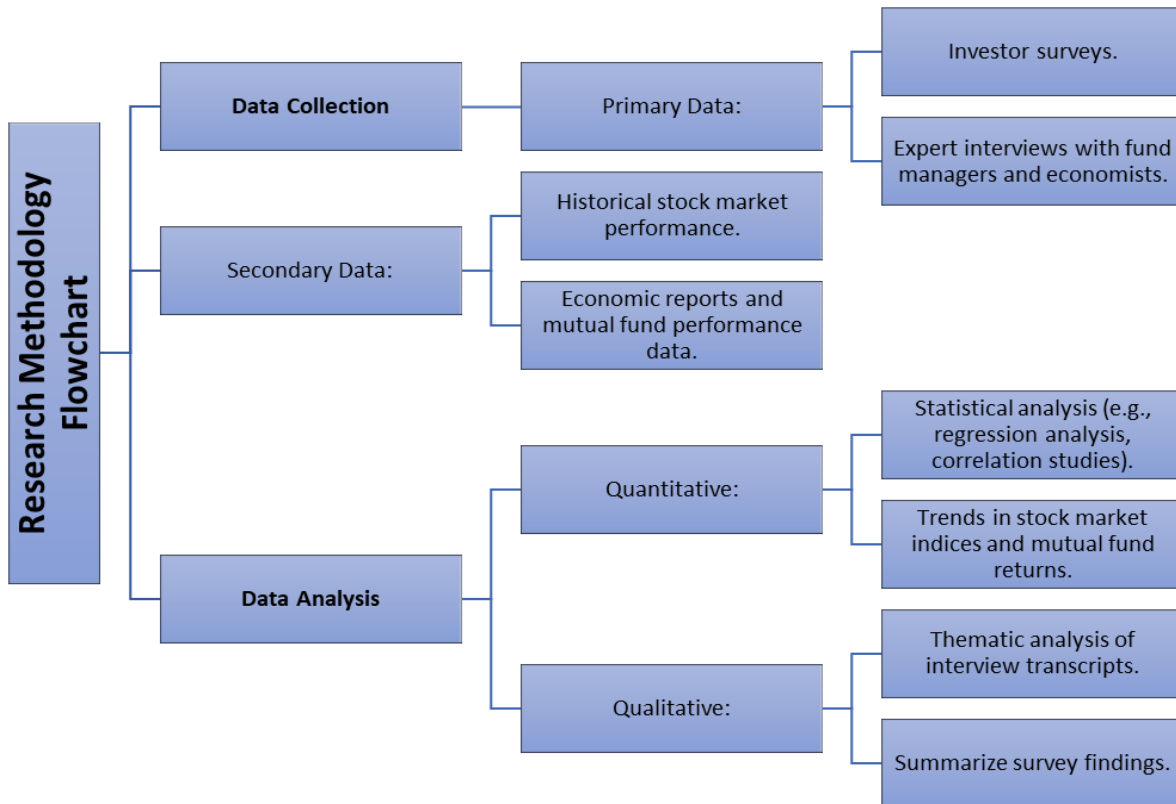 Research Methodology
Flowchart
Data Collection
Primary Data:
Investor surveys.
Expert interviews with fund
managers and economists.
Secondary Data:
Historical stock market
performance.
Economic reports and
mutual fund performance
data.
Data Analysis
Quantitative:
Statistical analysis (e.g.,
regression analysis,
correlation studies).
Trends in stock market
indices and mutual fund
returns.
Qualitative:
Thematic analysis of
interview transcripts.
Summarize survey findings.